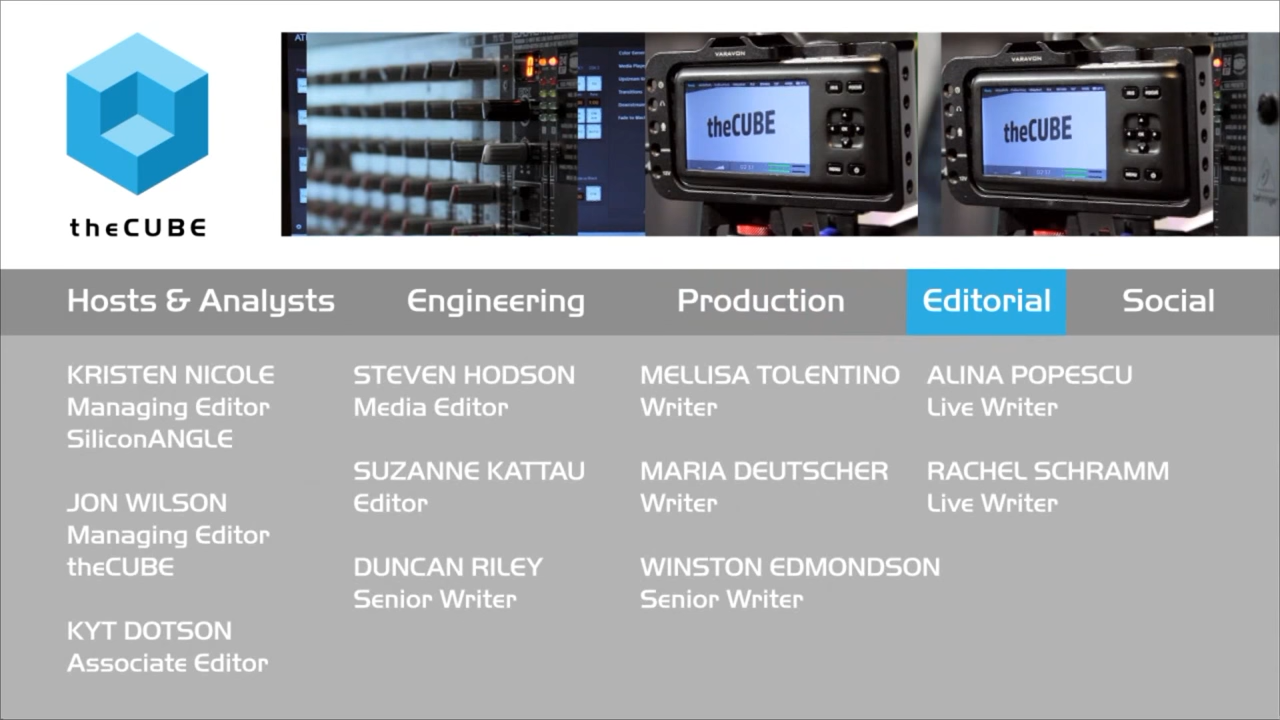 theCUBE
VARAVON
theCUBE
VARAVON
theCUBE
Hosts & Analysts
Engineering
Production
Editorial
Social
KRISTEN NICOLE
Managing Editor
SiliconANGLE
JON WILSON
Managing Editor
theCUBE
KYT DOTSON
Associate Editor
STEVEN HODSON
Media Editor
SUZANNE KATTAU
Editor
DUNCAN RILEY
Senior Writer
MELLISA TOLENTINO
Writer
MARIA DEUTSCHER
Writer
WINSTON EDMONDSON
Senior Writer
ALINA POPESCU
Live Writer
RACHEL SCHRAMM
Live Writer